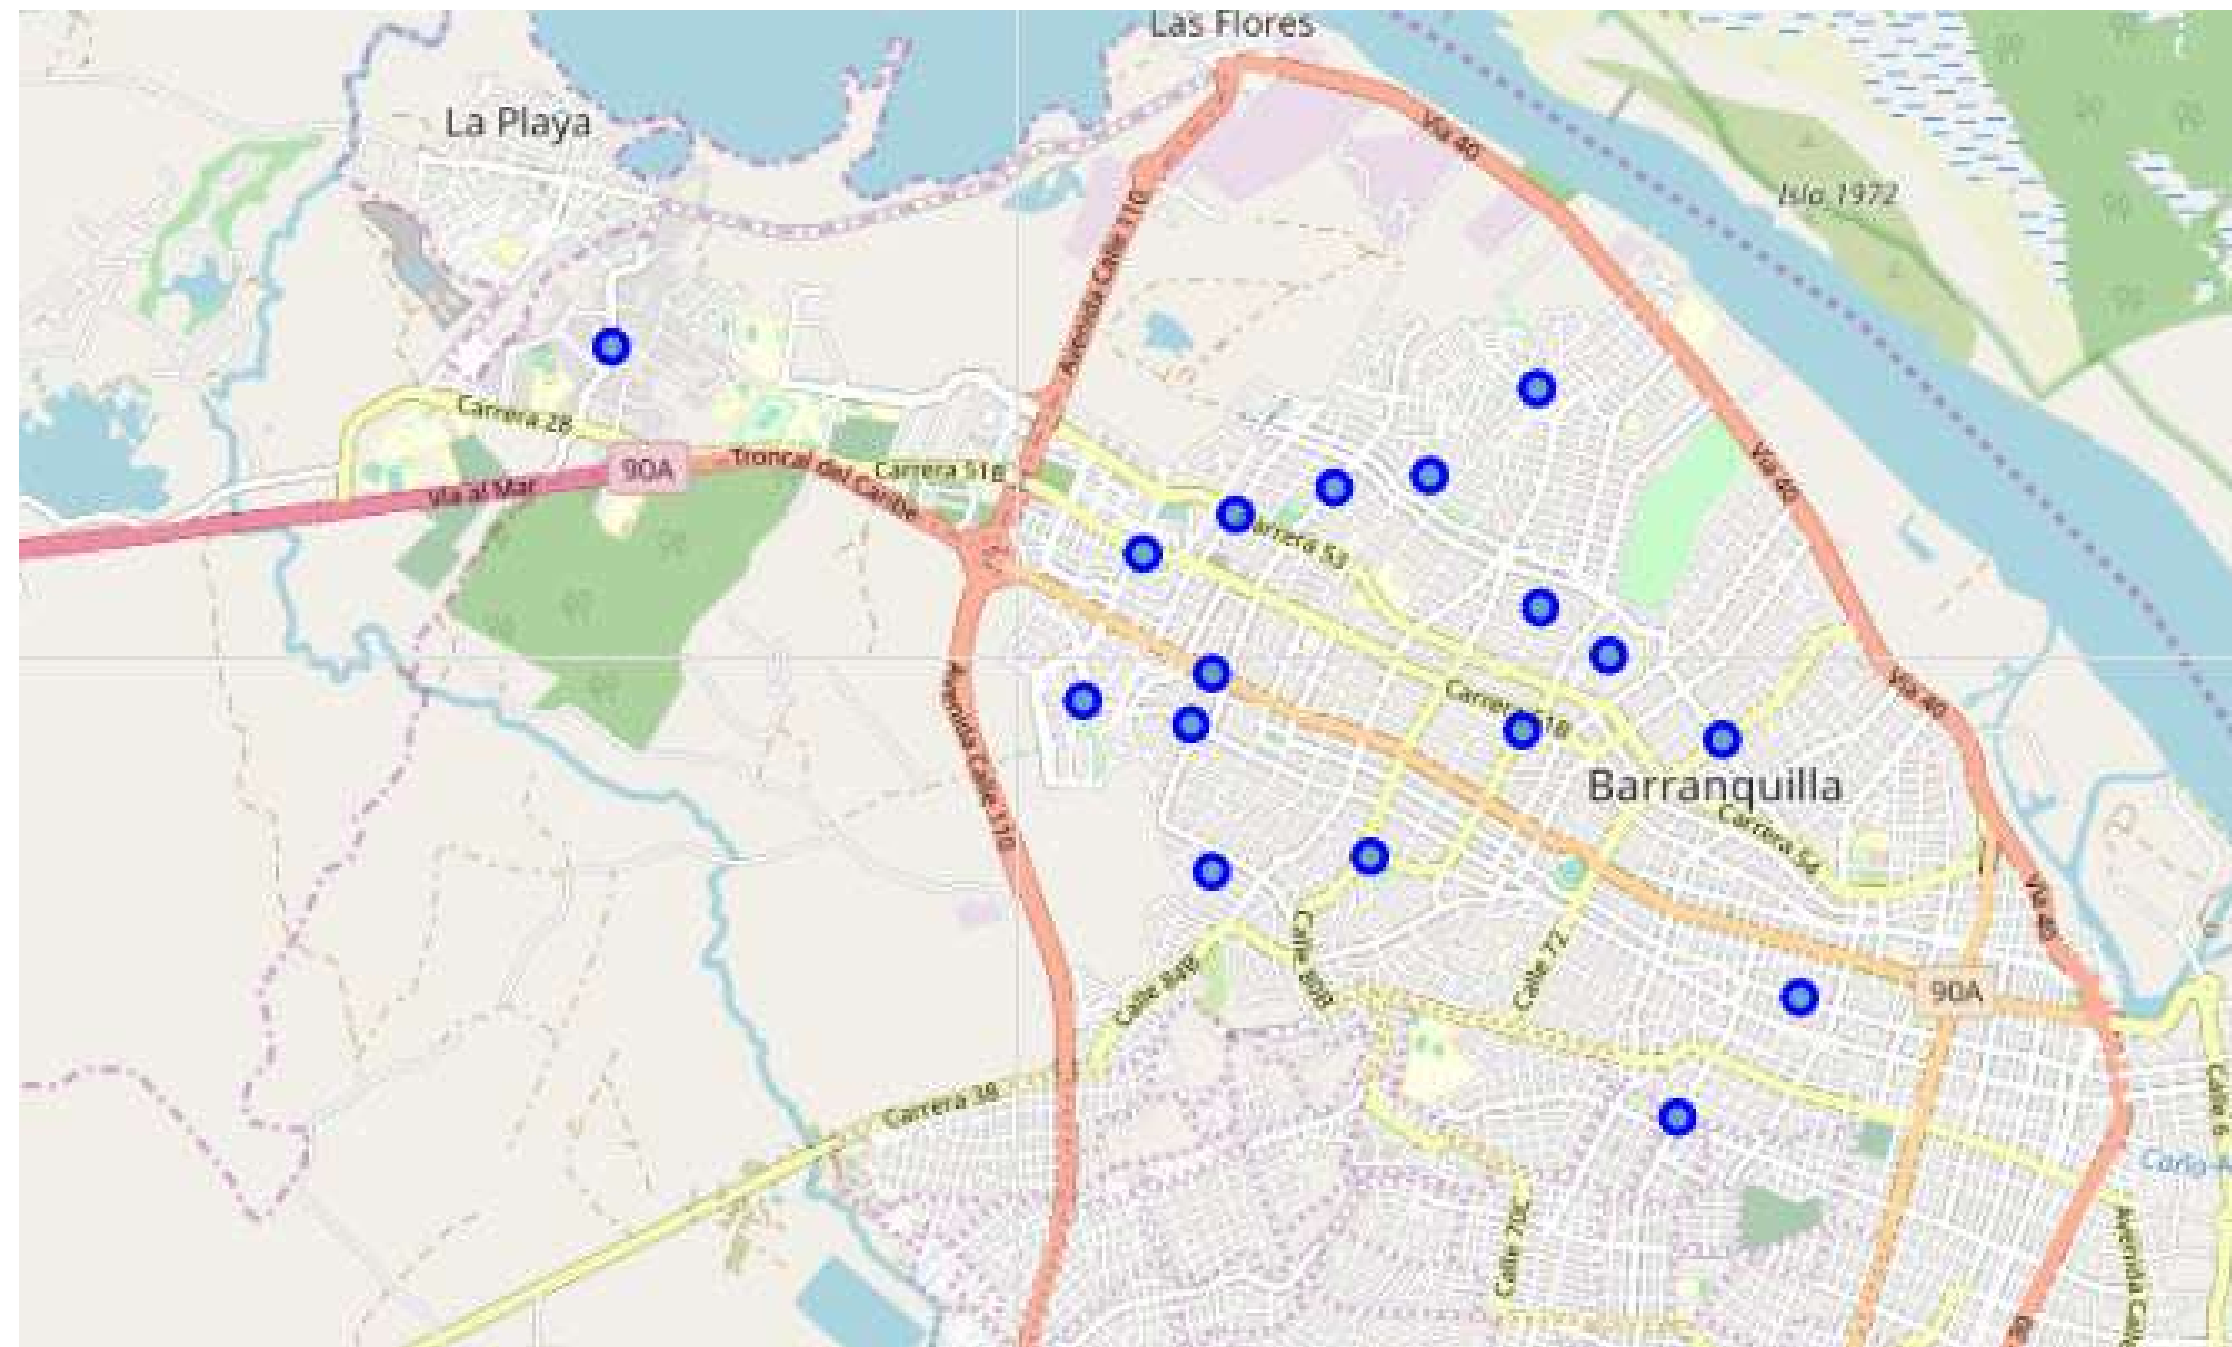 Las Flores
La Playa
Vía 40
Isla 1972
Avenida Calle 110
Carrera 28
90A
Troncal del Caribe
Carrera 51B
Vía al Mar
Vía 40
Carrera 53
Avenida Calle 110
Carrera 51B
Vía 40
Barranquilla
Carrera 54
Vía 40
Calle 80B
Calle 72
Calle 84B
90A
Carrera 38
Calle 6
Calle 70C